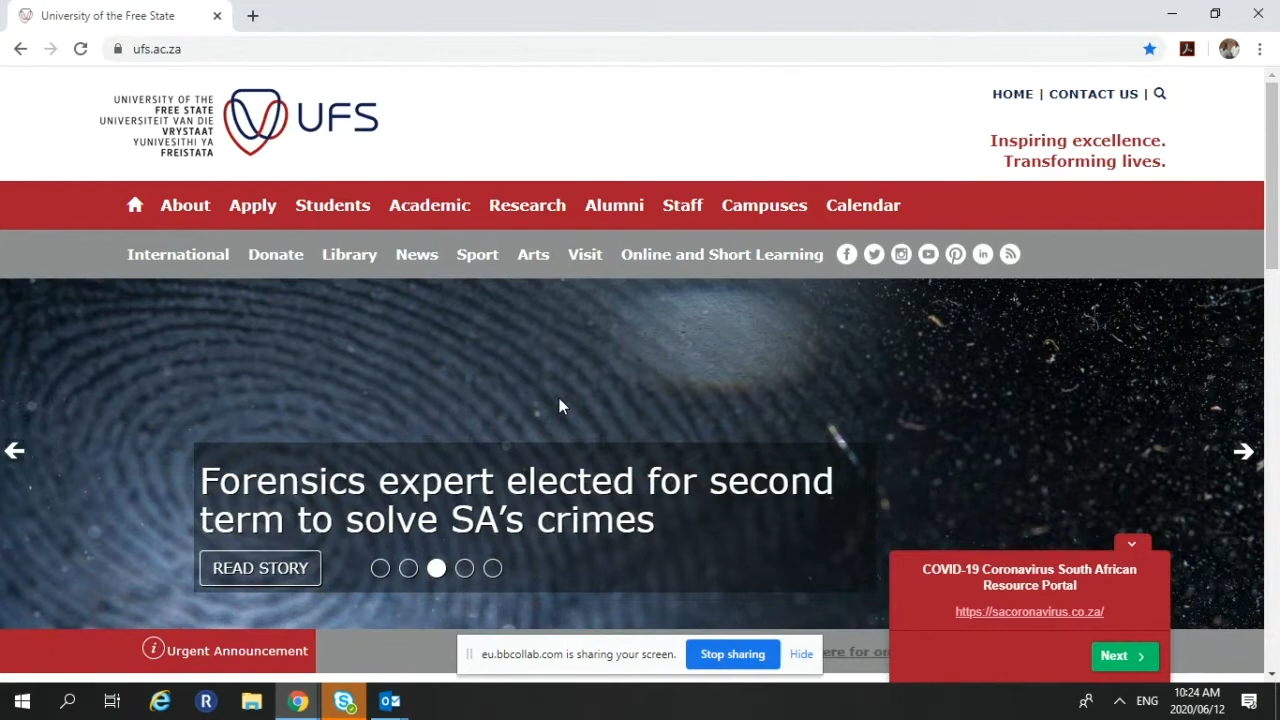 University of the Free State
ufs.ac.za
UNIVERSITY OF THE
FREE STATE
UNIVERSITEIT VAN DIE
VRYSTAAT
YUNIVESITHI YA
FREISTATA
UFS
HOME | CONTACT US |
Inspiring excellence.
Transforming lives.
About Apply Students Academic Research Alumni Staff Campuses Calendar
International Donate Library News Sport Arts Visit Online and Short Learning
Forensics expert elected for second
term to solve SA’s crimes
READ STORY
COVID-19 Coronavirus South African
Resource Portal
https://sacoronavirus.co.za/
Next
i Urgent Announcement
eu.bbcollab.com is sharing your screen. Stop sharing Hide
ere for on
ENG
10:24 AM
2020/06/12